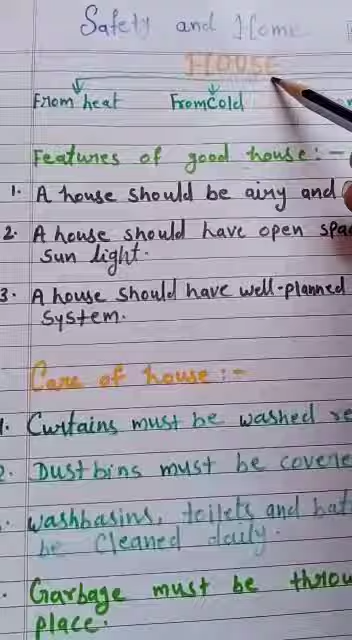 Safety and Home
House
From heat From cold
Features of good house:-
1. A house should be airy and
2. A house should have open spa
sun light.
3. A house should have well-planned
system.
Care of house:-
1. Curtains must be washed re
2. Dustbins must be covere
washbasins, toilets and bat
be cleaned daily.
Garbage must be throw
place.